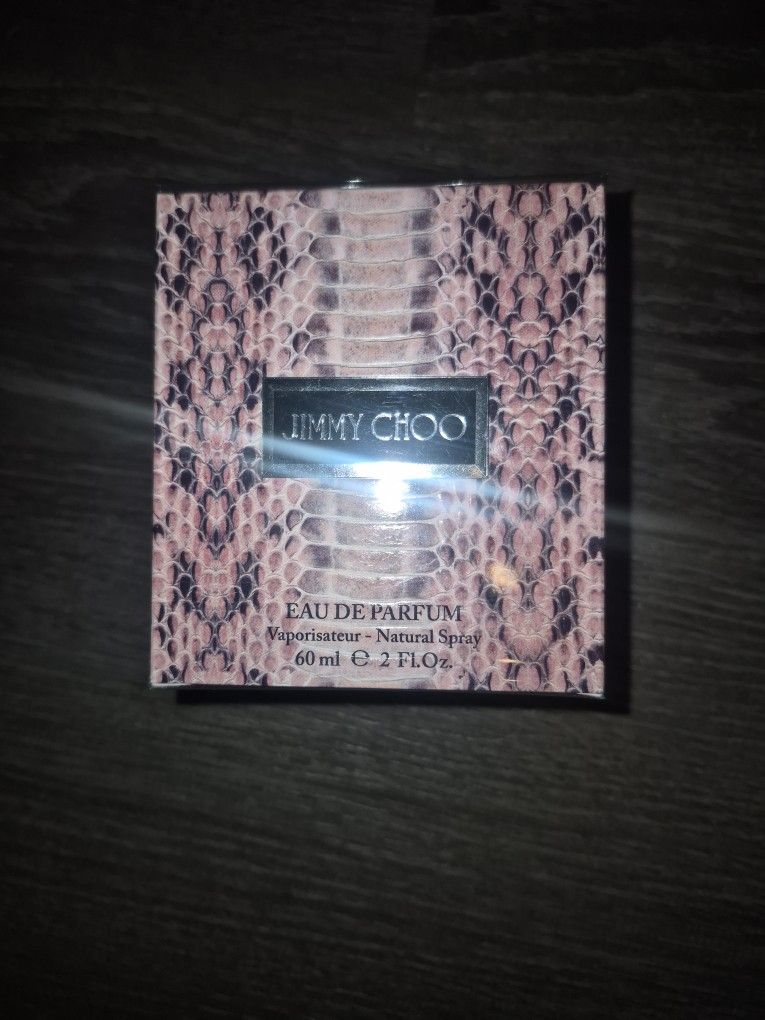 JIMMY CHOO
EAU DE PARFUM
Vaporisateur - Natural Spray
60 ml ℮ 2 Fl.Oz.